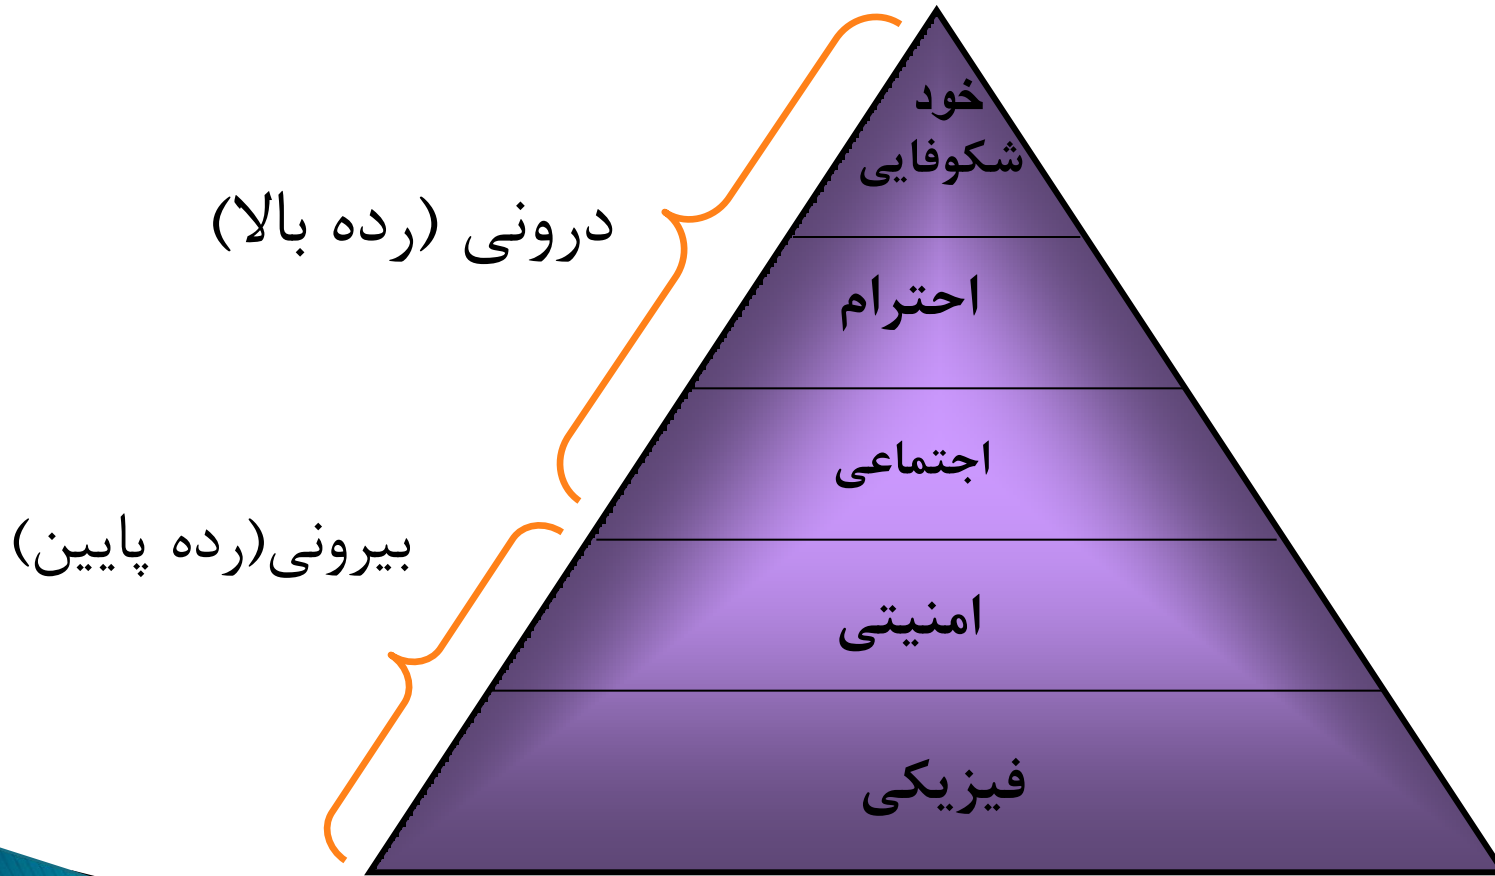 خود
شکوفایی
درونی (رده بالا)
احترام
اجتماعی
بیرونی(رده پایین)
امنیتی
فیزیکی